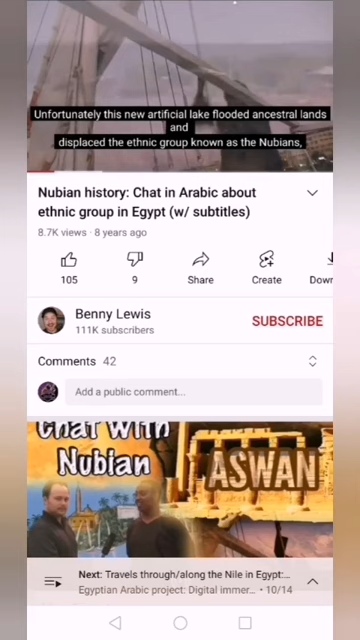 Unfortunately this new artificial lake flooded ancestral lands
and
displaced the ethnic group known as the Nubians,
Nubian history: Chat in Arabic about
ethnic group in Egypt (w/ subtitles)
8.7K views · 8 years ago
105
9
Share
Create
Down
Benny Lewis
111K subscribers
SUBSCRIBE
Comments 42
Add a public comment...
Chat with
Nubian
ASWAN
Next: Travels through/along the Nile in Egypt:...
Egyptian Arabic project: Digital immer... • 10/14